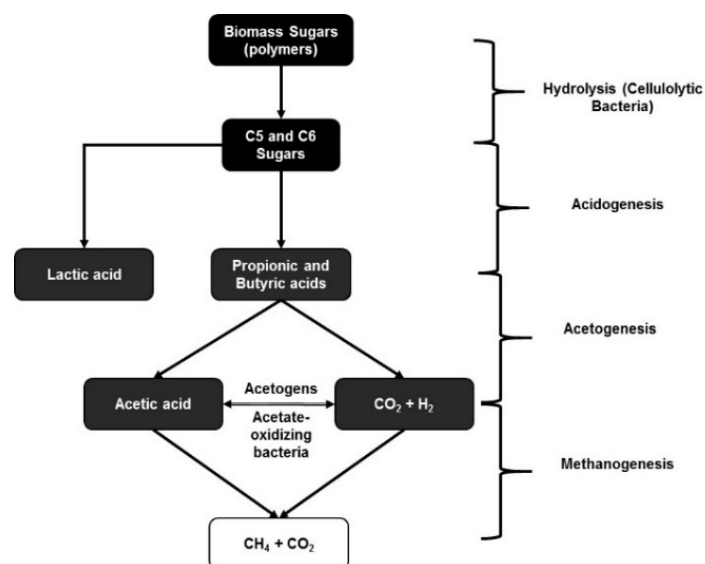 Biomass Sugars
(polymers)
Hydrolysis (Cellulolytic
Bacteria)
C5 and C6
Sugars
Acidogenesis
Lactic acid
Propionic and
Butyric acids
Acetogenesis
Acetic acid
Acetogens
Acetate-
oxidizing
bacteria
CO₂ + H₂
Methanogenesis
CH₄ + CO₂